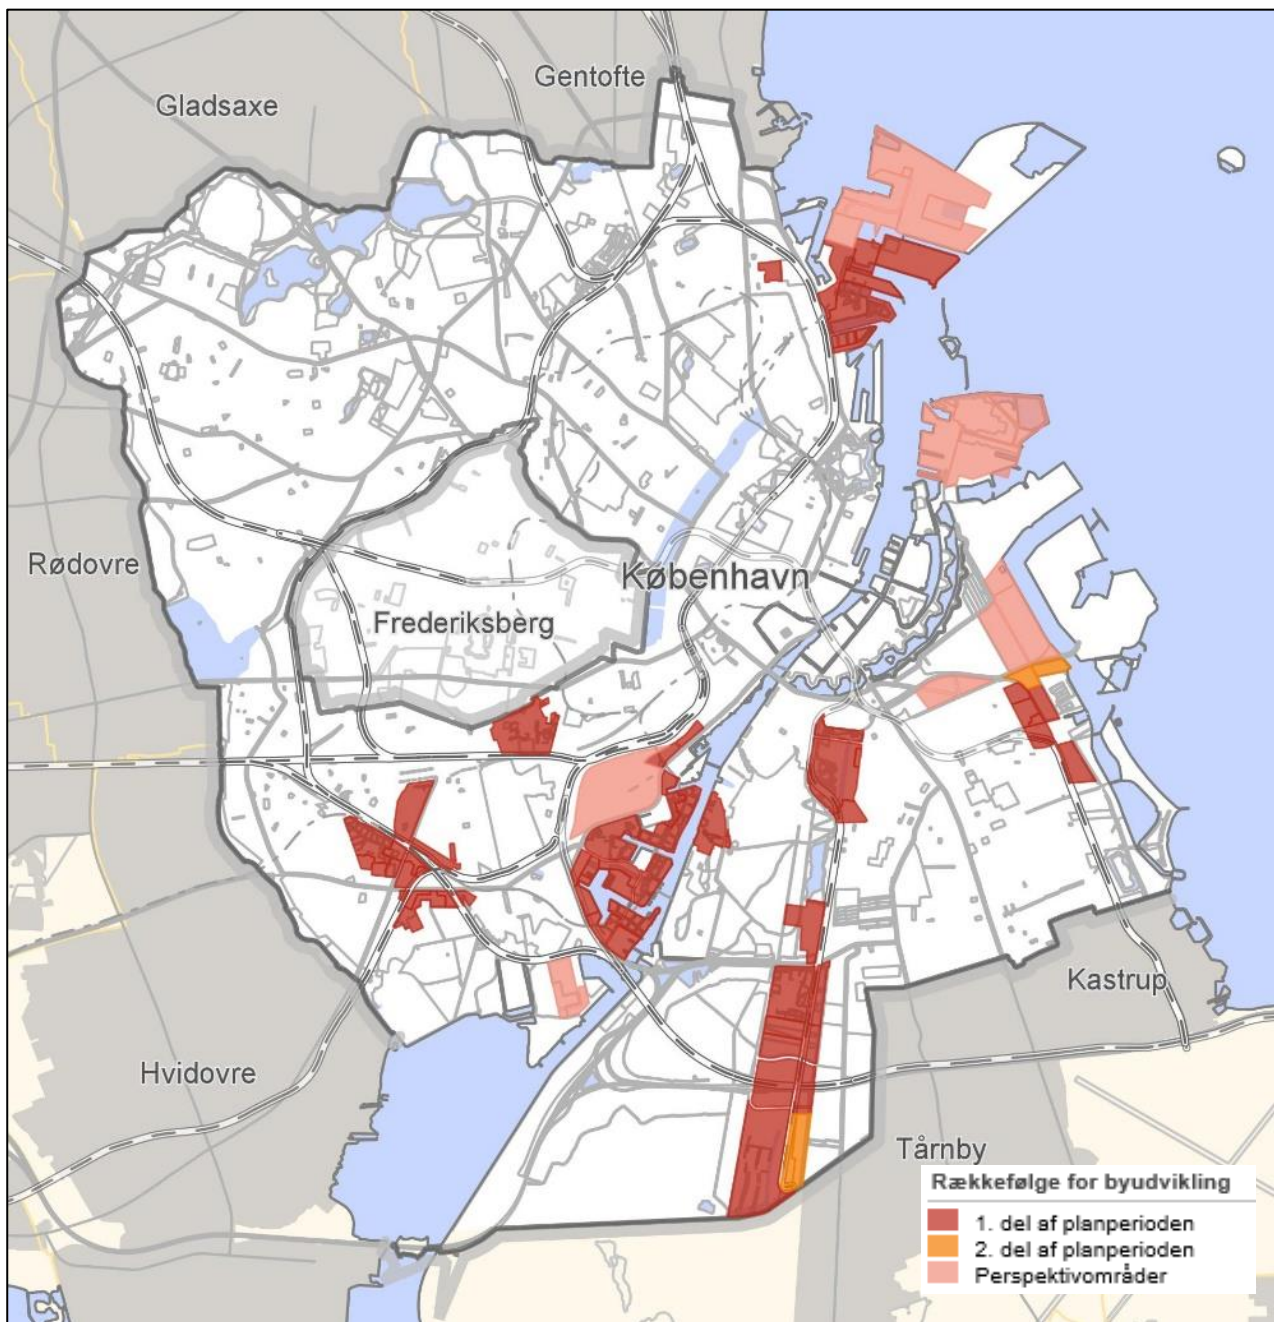 Gentofte
Gladsaxe
Rødovre
København
Frederiksberg
Kastrup
Hvidovre
Tårnby
Rækkefølge for byudvikling
1. del af planperioden
2. del af planperioden
Perspektivområder